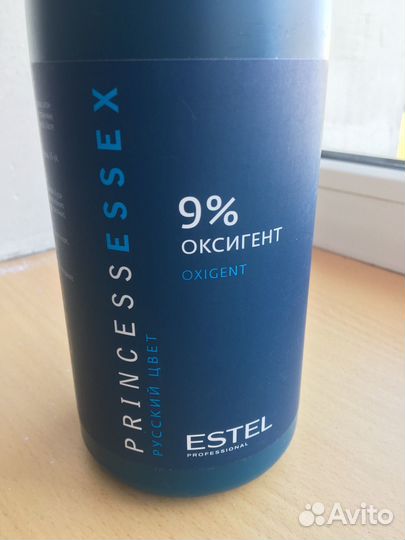 PRINCESS ESSEX
РУССКИЙ ЦВЕТ
9%
ОКСИГЕНТ
OXIGENT
ESTEL
PROFESSIONAL
Avito